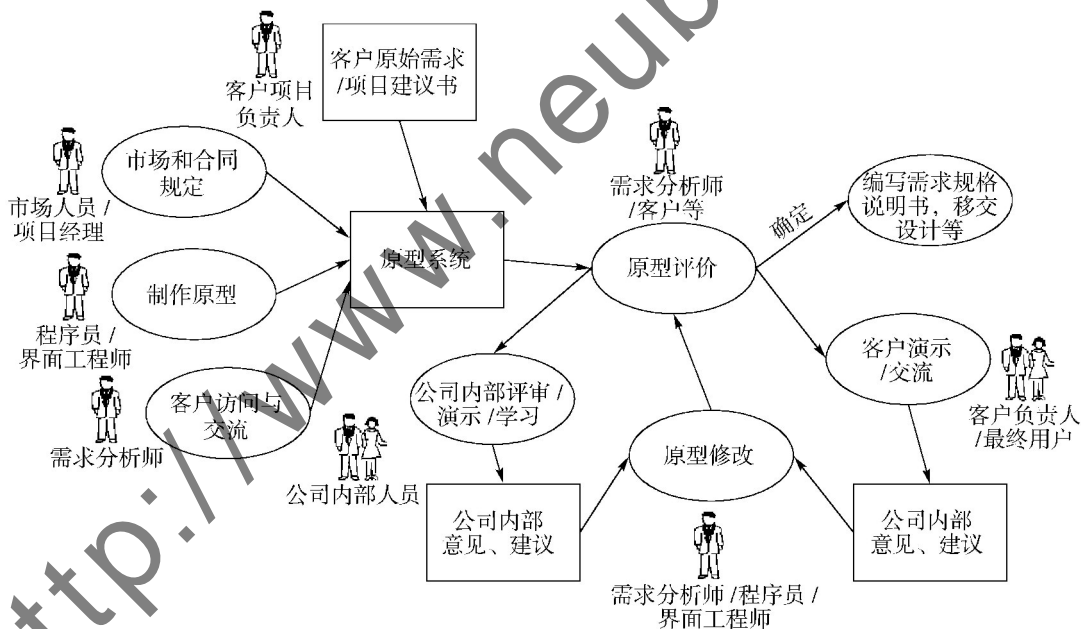 客户原始需求
/项目建议书
客户项目
负责人
市场和合同
规定
市场人员 /
项目经理
需求分析师
/客户等
编写需求规格
说明书，移交
设计等
确定
原型系统
原型评价
制作原型
程序员 /
界面工程师
客户演示
/交流
客户负责人
/最终用户
公司内部评审 /
演示 /学习
客户访问与
交流
需求分析师
公司内部人员
原型修改
公司内部
意见、建议
公司内部
意见、建议
需求分析师 /程序员 /
界面工程师
ttp://www.neub